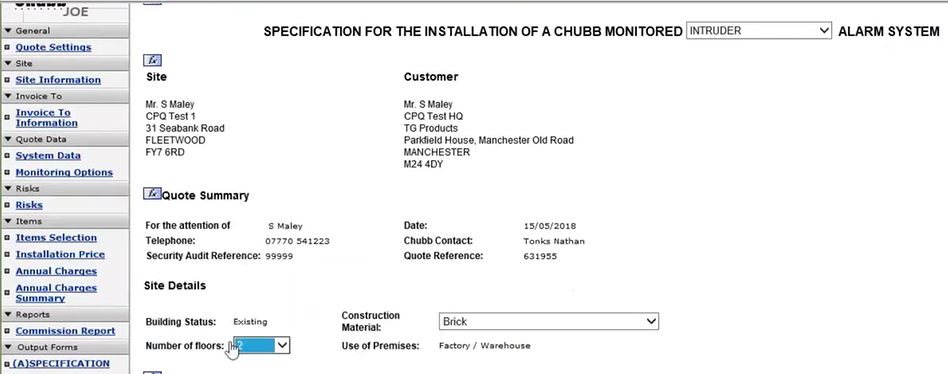 JOE
General
Quote Settings
Site
Site Information
Invoice To
Invoice To
Information
Quote Data
System Data
Monitoring Options
Risks
Risks
Items
Items Selection
Installation Price
Annual Charges
Annual Charges
Summary
Reports
Commission Report
Output Forms
(A)SPECIFICATION
SPECIFICATION FOR THE INSTALLATION OF A CHUBB MONITORED INTRUDER ALARM SYSTEM
fx
Site Customer
Mr. S Maley Mr. S Maley
CPQ Test 1 CPQ Test HQ
31 Seabank Road TG Products
FLEETWOOD Parkfield House, Manchester Old Road
FY7 6RD MANCHESTER
M24 4DY
fx Quote Summary
For the attention of S Maley Date: 15/05/2018
Telephone: 07770 541223 Chubb Contact: Tonks Nathan
Security Audit Reference: 99999 Quote Reference: 631955
Site Details
Building Status: Existing Construction Material: Brick
Number of floors: 2 Use of Premises: Factory / Warehouse